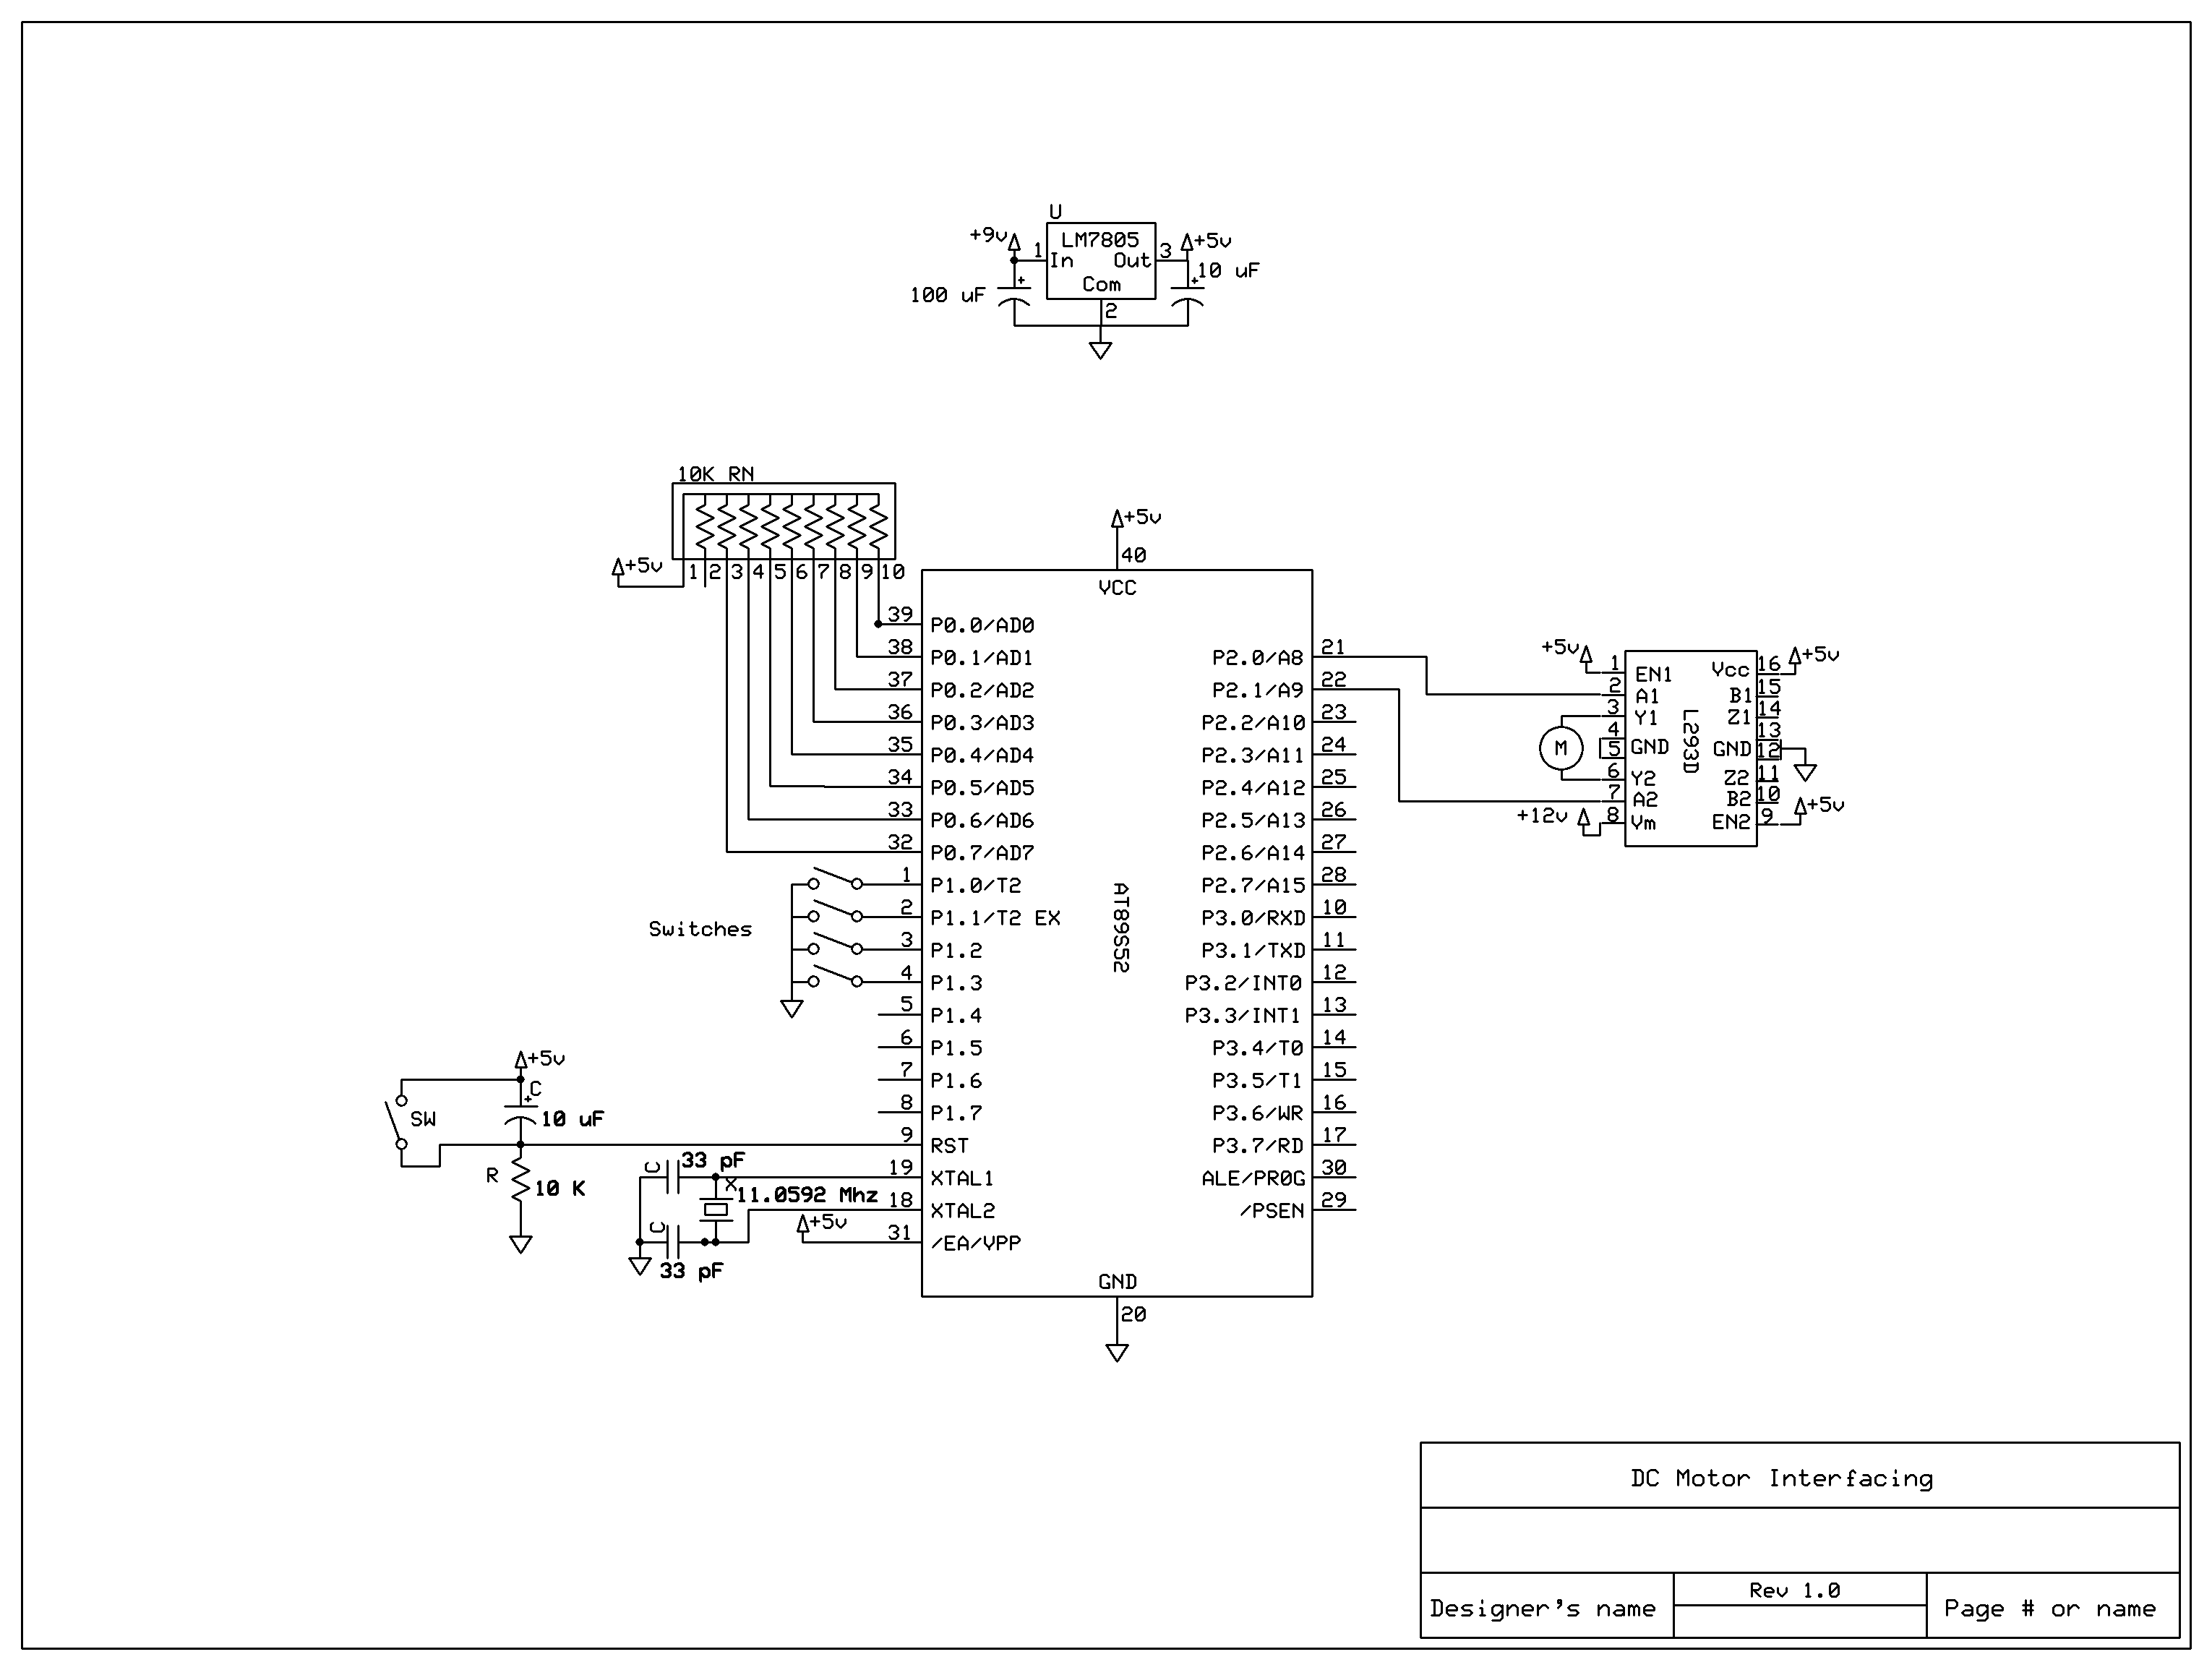 U
+9v
1
LM7805
In Out
Com
3
+5v
10 uF
100 uF
2
10K RN
+5v
1 2 3 4 5 6 7 8 9 10
+5v
40
VCC
39 P0.0/AD0
38 P0.1/AD1
37 P0.2/AD2
36 P0.3/AD3
35 P0.4/AD4
34 P0.5/AD5
33 P0.6/AD6
32 P0.7/AD7
1 P1.0/T2
2 P1.1/T2 EX
3 P1.2
4 P1.3
5 P1.4
6 P1.5
7 P1.6
8 P1.7
9 RST
19 XTAL1
18 XTAL2
31 /EA/VPP
Switches
AT89S52
P2.0/A8 21
P2.1/A9 22
P2.2/A10 23
P2.3/A11 24
P2.4/A12 25
P2.5/A13 26
P2.6/A14 27
P2.7/A15 28
P3.0/RXD 10
P3.1/TXD 11
P3.2/INT0 12
P3.3/INT1 13
P3.4/T0 14
P3.5/T1 15
P3.6/WR 16
P3.7/RD 17
ALE/PR0G 30
/PSEN 29
GND
20
+5v
C
SW
10 uF
R
10 K
C
33 pF
X
11.0592 Mhz
+5v
C
33 pF
+5v
1 EN1
2 A1
3 Y1
4
5 GND
6 Y2
7 A2
+12v
8 Vm
L293D
Vcc 16
+5v
B1 15
Z1 14
13
GND 12
Z2 11
B2 10
EN2 9
+5v
M
DC Motor Interfacing
Designer's name
Rev 1.0
Page # or name